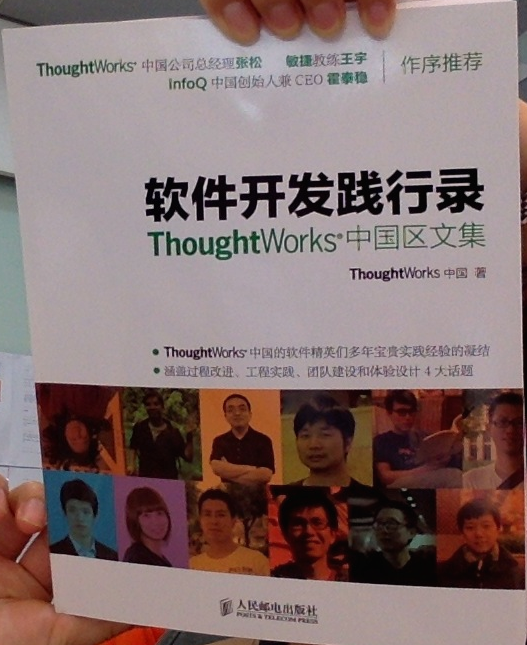 ThoughtWorks® 中国公司总经理张松 敏捷教练王宇
InfoQ 中国创始人兼 CEO 霍泰稳
作序推荐
软件开发践行录
ThoughtWorks®中国区文集
ThoughtWorks 中国 著
• ThoughtWorks® 中国的软件精英们多年宝贵实践经验的凝结
• 涵盖过程改进、工程实践、团队建设和体验设计 4 大话题
人民邮电出版社
POSTS & TELECOM PRESS